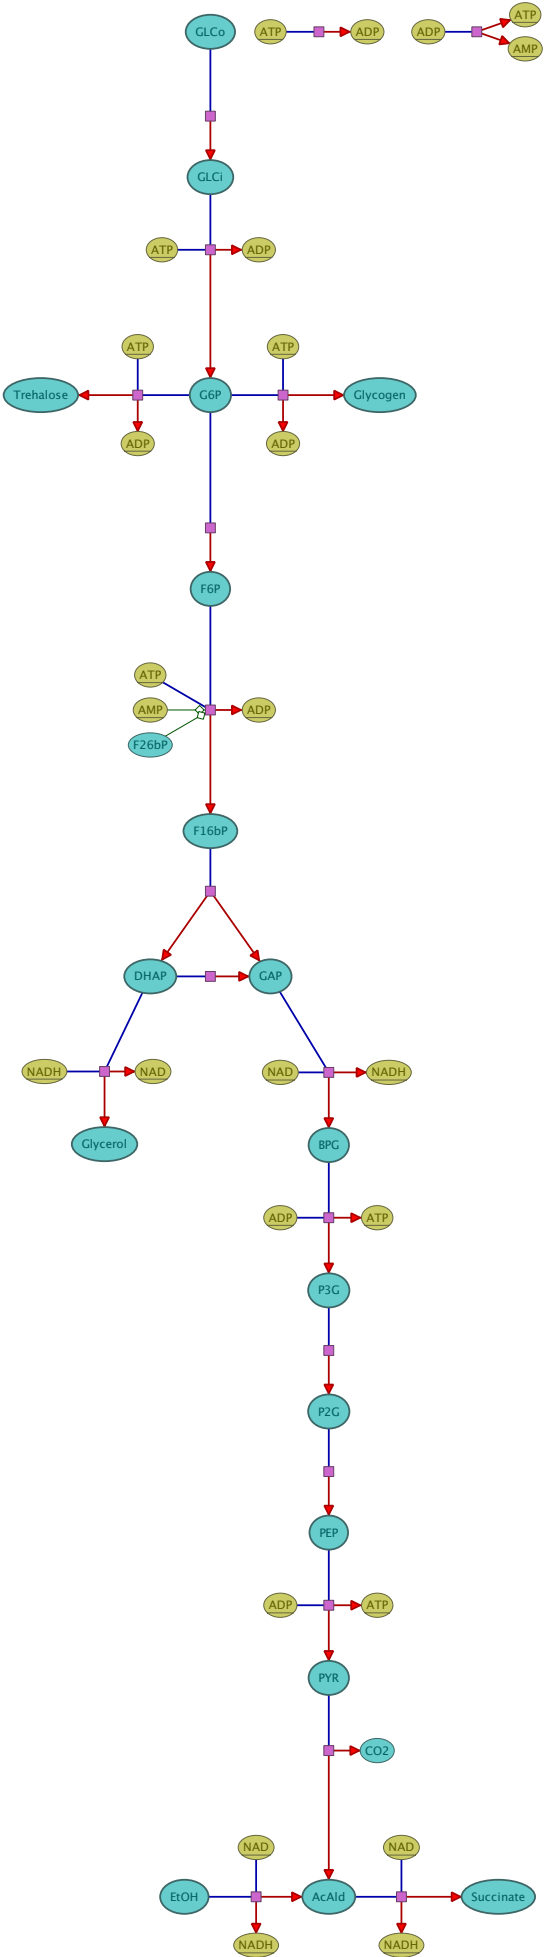 GLCo
ATP
ADP
ADP
ATP
AMP
GLCi
ATP
ADP
ATP
ATP
Trehalose
G6P
Glycogen
ADP
ADP
F6P
ATP
AMP
ADP
F26bP
F16bP
DHAP
GAP
NADH
NAD
NAD
NADH
Glycerol
BPG
ADP
ATP
P3G
P2G
PEP
ADP
ATP
PYR
CO2
NAD
NAD
EtOH
AcAld
Succinate
NADH
NADH